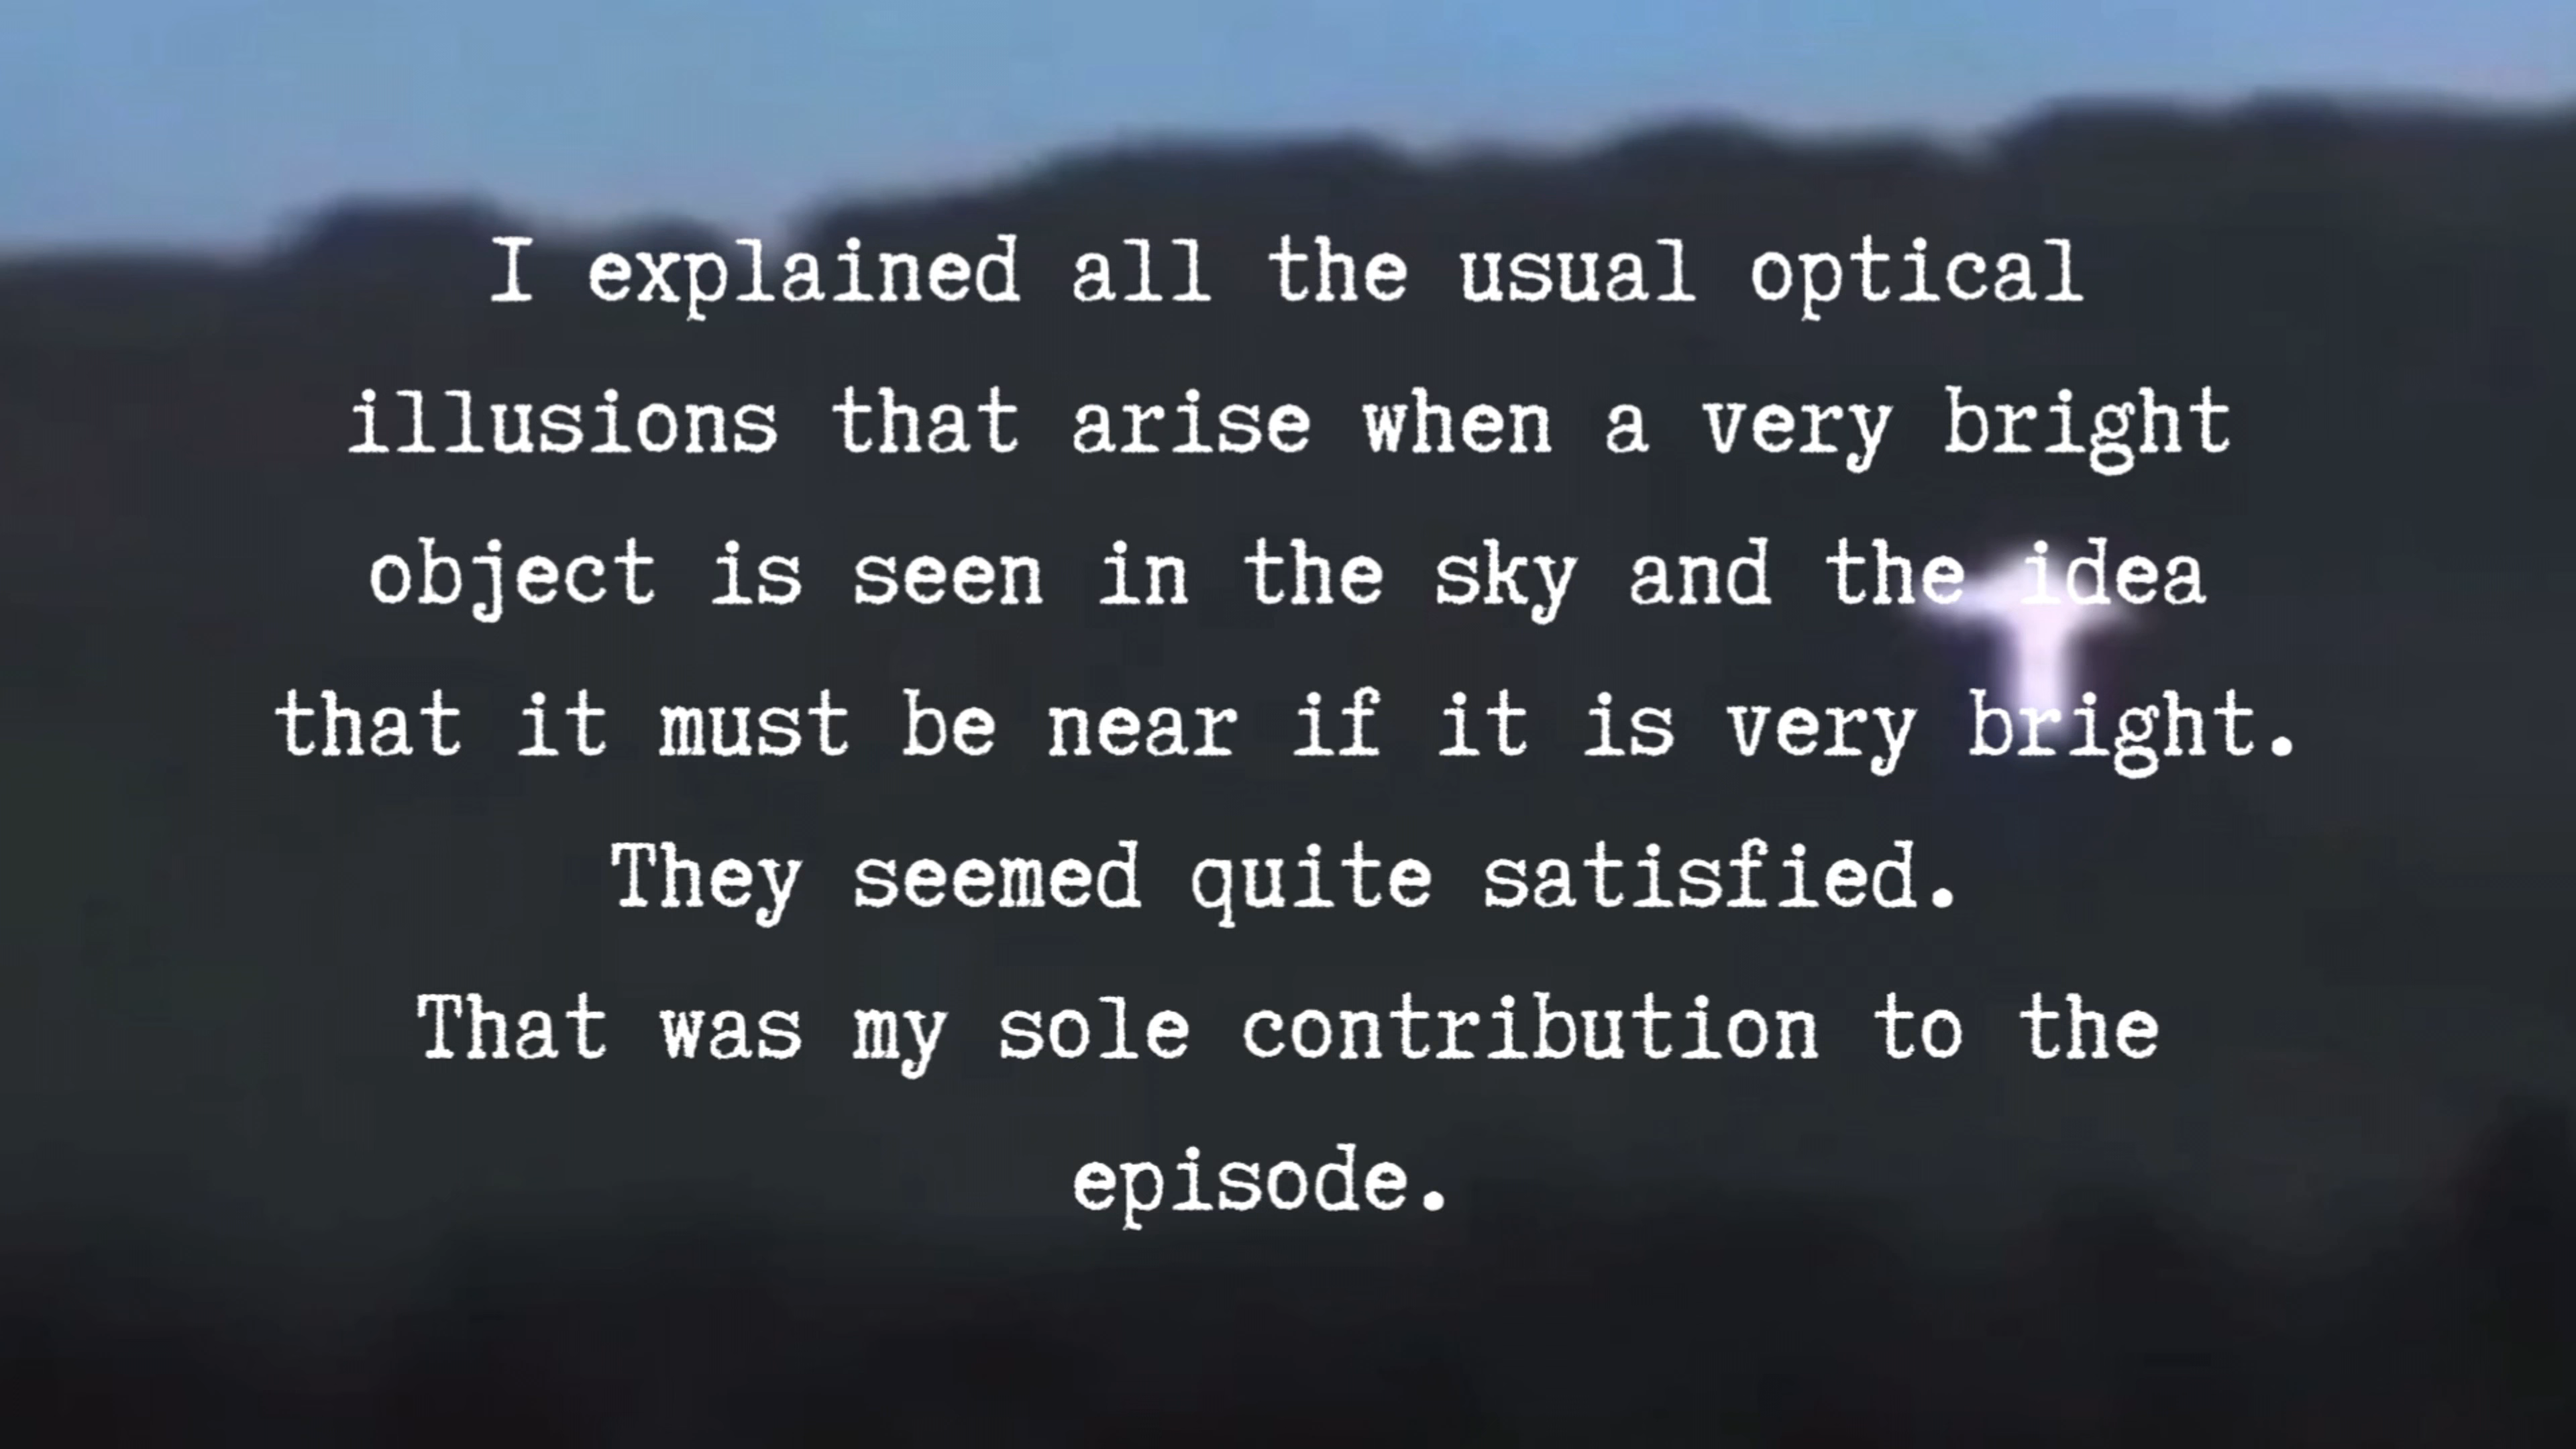 I explained all the usual optical
illusions that arise when a very bright
object is seen in the sky and the idea
that it must be near if it is very bright.
They seemed quite satisfied.
That was my sole contribution to the
episode.